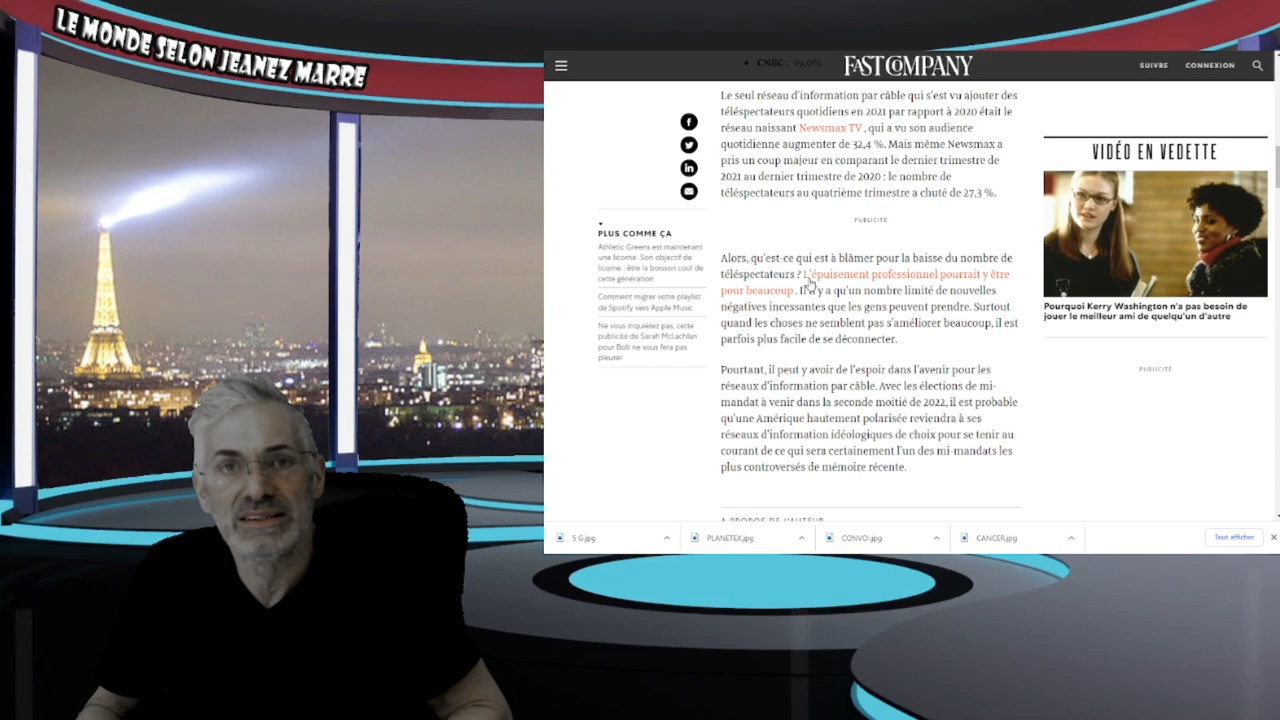 LE MONDE SELON JEANEZ MARRE
• CNBC : -19,0%
FAST COMPANY
SUIVRE
CONNEXION
Le seul réseau d'information par câble qui s'est vu ajouter des
téléspectateurs quotidiens en 2021 par rapport à 2020 était le
réseau naissant Newsmax TV , qui a vu son audience
quotidienne augmenter de 32,4 %. Mais même Newsmax a
pris un coup majeur en comparant le dernier trimestre de
2021 au dernier trimestre de 2020 : le nombre de
téléspectateurs au quatrième trimestre a chuté de 27,3 %.
PUBLICITÉ
PLUS COMME ÇA
Athletic Greens est maintenant
une licorne. Son objectif de
licorne : être la boisson cool de
cette génération
Comment migrer votre playlist
de Spotify vers Apple Music
Ne vous inquiétez pas, cette
publicité de Sarah McLachlan
pour Bolt ne vous fera pas
pleurer
Alors, qu'est-ce qui est à blâmer pour la baisse du nombre de
téléspectateurs ? L'épuisement professionnel pourrait y être
pour beaucoup . Il n'y a qu'un nombre limité de nouvelles
négatives incessantes que les gens peuvent prendre. Surtout
quand les choses ne semblent pas s'améliorer beaucoup, il est
parfois plus facile de se déconnecter.
Pourtant, il peut y avoir de l'espoir dans l'avenir pour les
réseaux d'information par câble. Avec les élections de mi-
mandat à venir dans la seconde moitié de 2022, il est probable
qu'une Amérique hautement polarisée reviendra à ses
réseaux d'information idéologiques de choix pour se tenir au
courant de ce qui sera certainement l'un des mi-mandats les
plus controversés de mémoire récente.
A PROPOS DE L'AUTEUR
VIDÉO EN VEDETTE
Pourquoi Kerry Washington n'a pas besoin de
jouer le meilleur ami de quelqu'un d'autre
PUBLICITÉ
5 G.jpg
PLANETEX.jpg
CONVOI.jpg
CANCER.jpg
Tout afficher